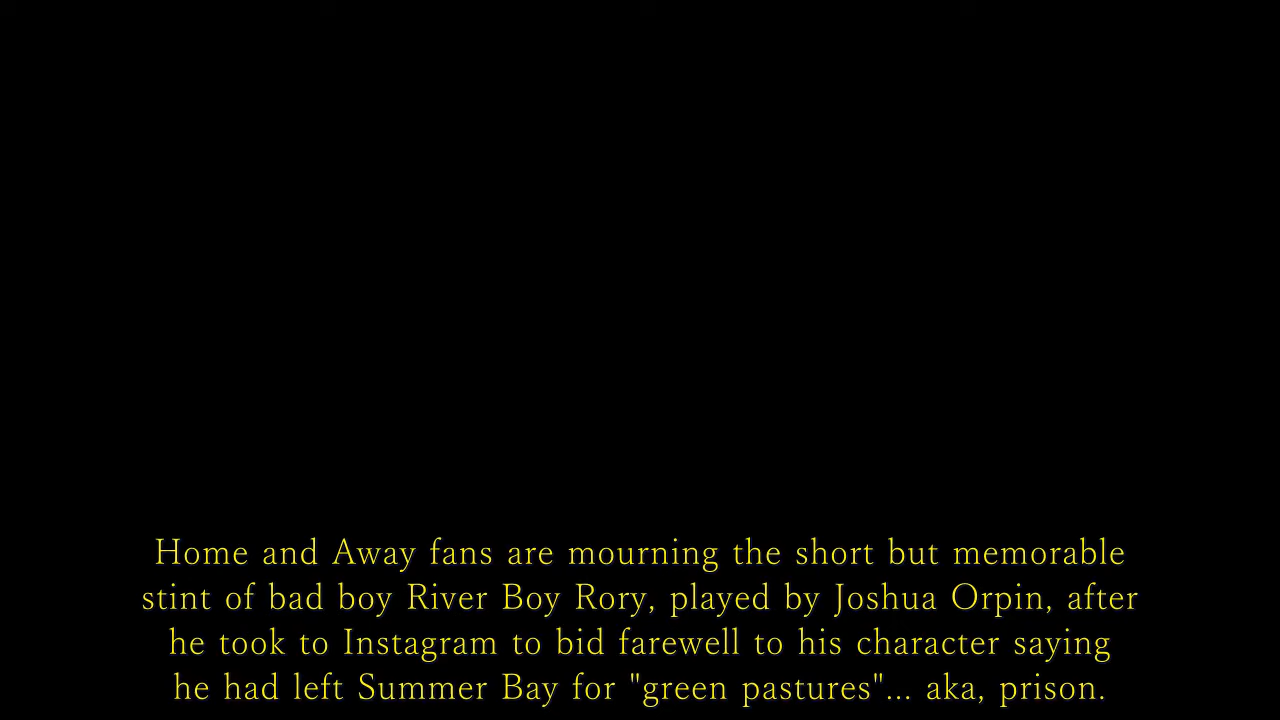 Home and Away fans are mourning the short but memorable
stint of bad boy River Boy Rory, played by Joshua Orpin, after
he took to Instagram to bid farewell to his character saying
he had left Summer Bay for "green pastures"... aka, prison.